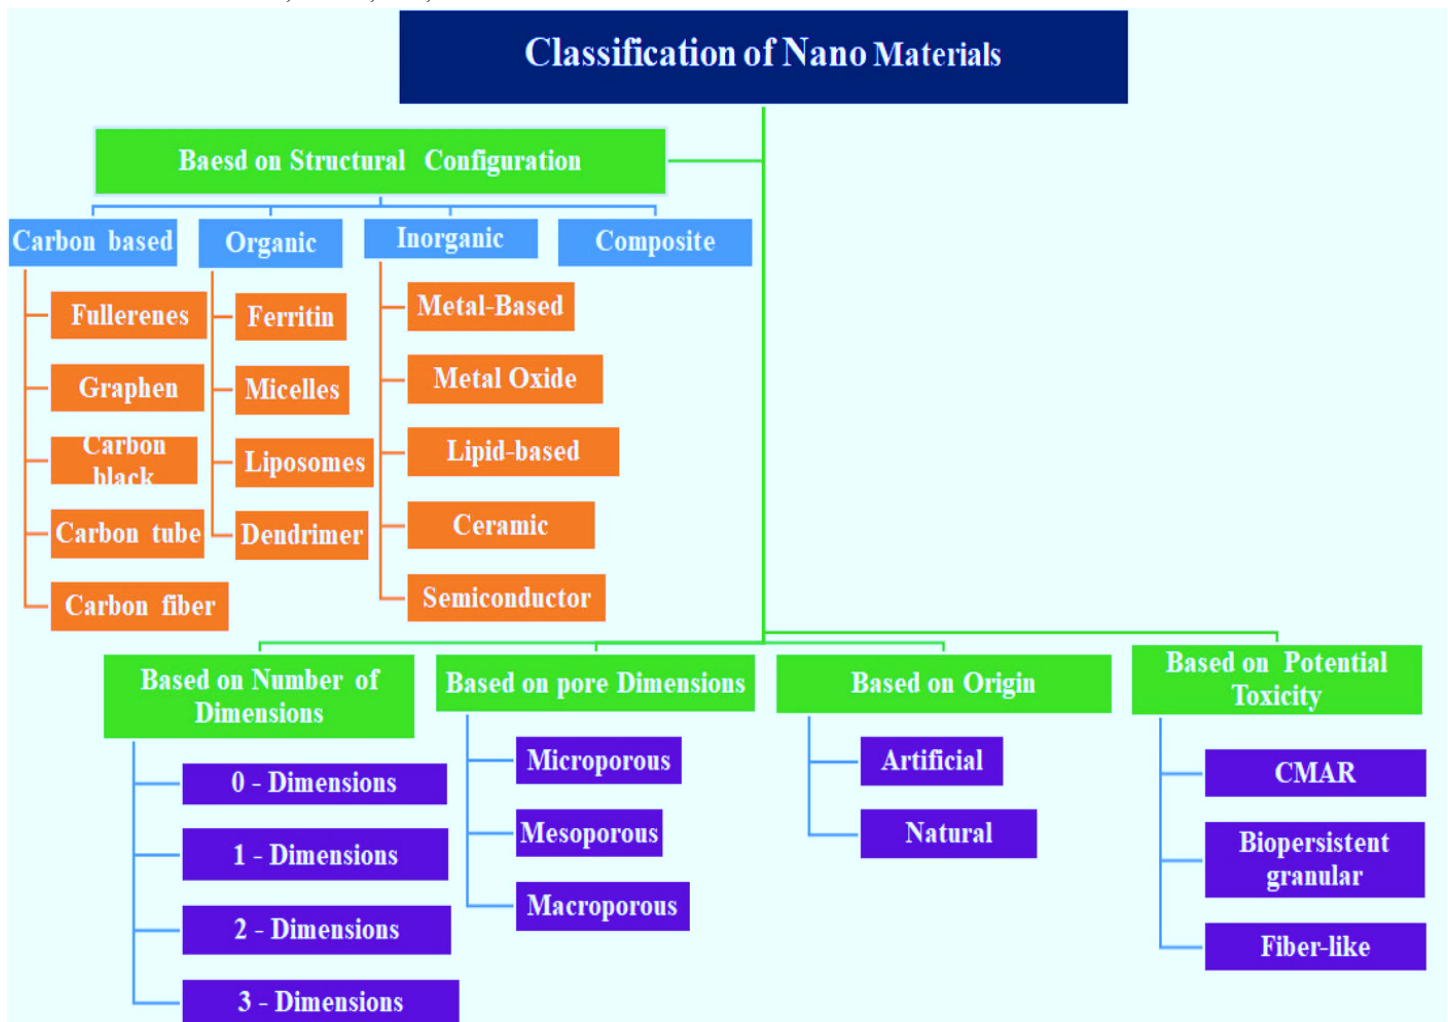 Classification of Nano Materials
Baesd on Structural Configuration
Carbon based
Organic
Inorganic
Composite
Fullerenes
Graphen
Carbon
black
Carbon tube
Carbon fiber
Ferritin
Micelles
Liposomes
Dendrimer
Metal-Based
Metal Oxide
Lipid-based
Ceramic
Semiconductor
Based on Number of
Dimensions
0 - Dimensions
1 - Dimensions
2 - Dimensions
3 - Dimensions
Based on pore Dimensions
Microporous
Mesoporous
Macroporous
Based on Origin
Artificial
Natural
Based on Potential
Toxicity
CMAR
Biopersistent
granular
Fiber-like